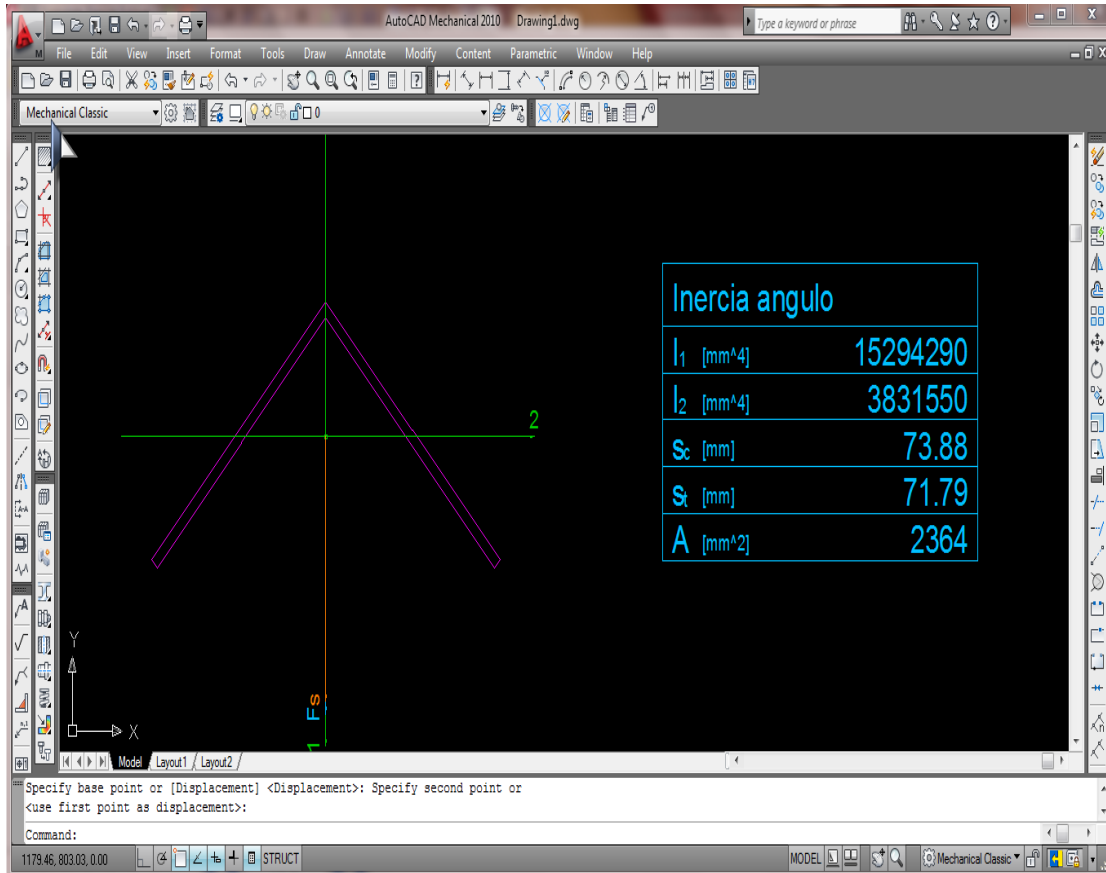 AutoCAD Mechanical 2010 Drawing1.dwg
Type a keyword or phrase
M File Edit View Insert Format Tools Draw Annotate Modify Content Parametric Window Help
Mechanical Classic
0
2
Inercia angulo
I1 [mm^4] 15294290
I2 [mm^4] 3831550
Sc [mm] 73.88
St [mm] 71.79
A [mm^2] 2364
Y
X
Fs
1
Model Layout1 Layout2
Specify base point or [Displacement] <Displacement>: Specify second point or
<use first point as displacement>:
Command:
1179.46, 803.03, 0.00 STRUCT MODEL Mechanical Classic